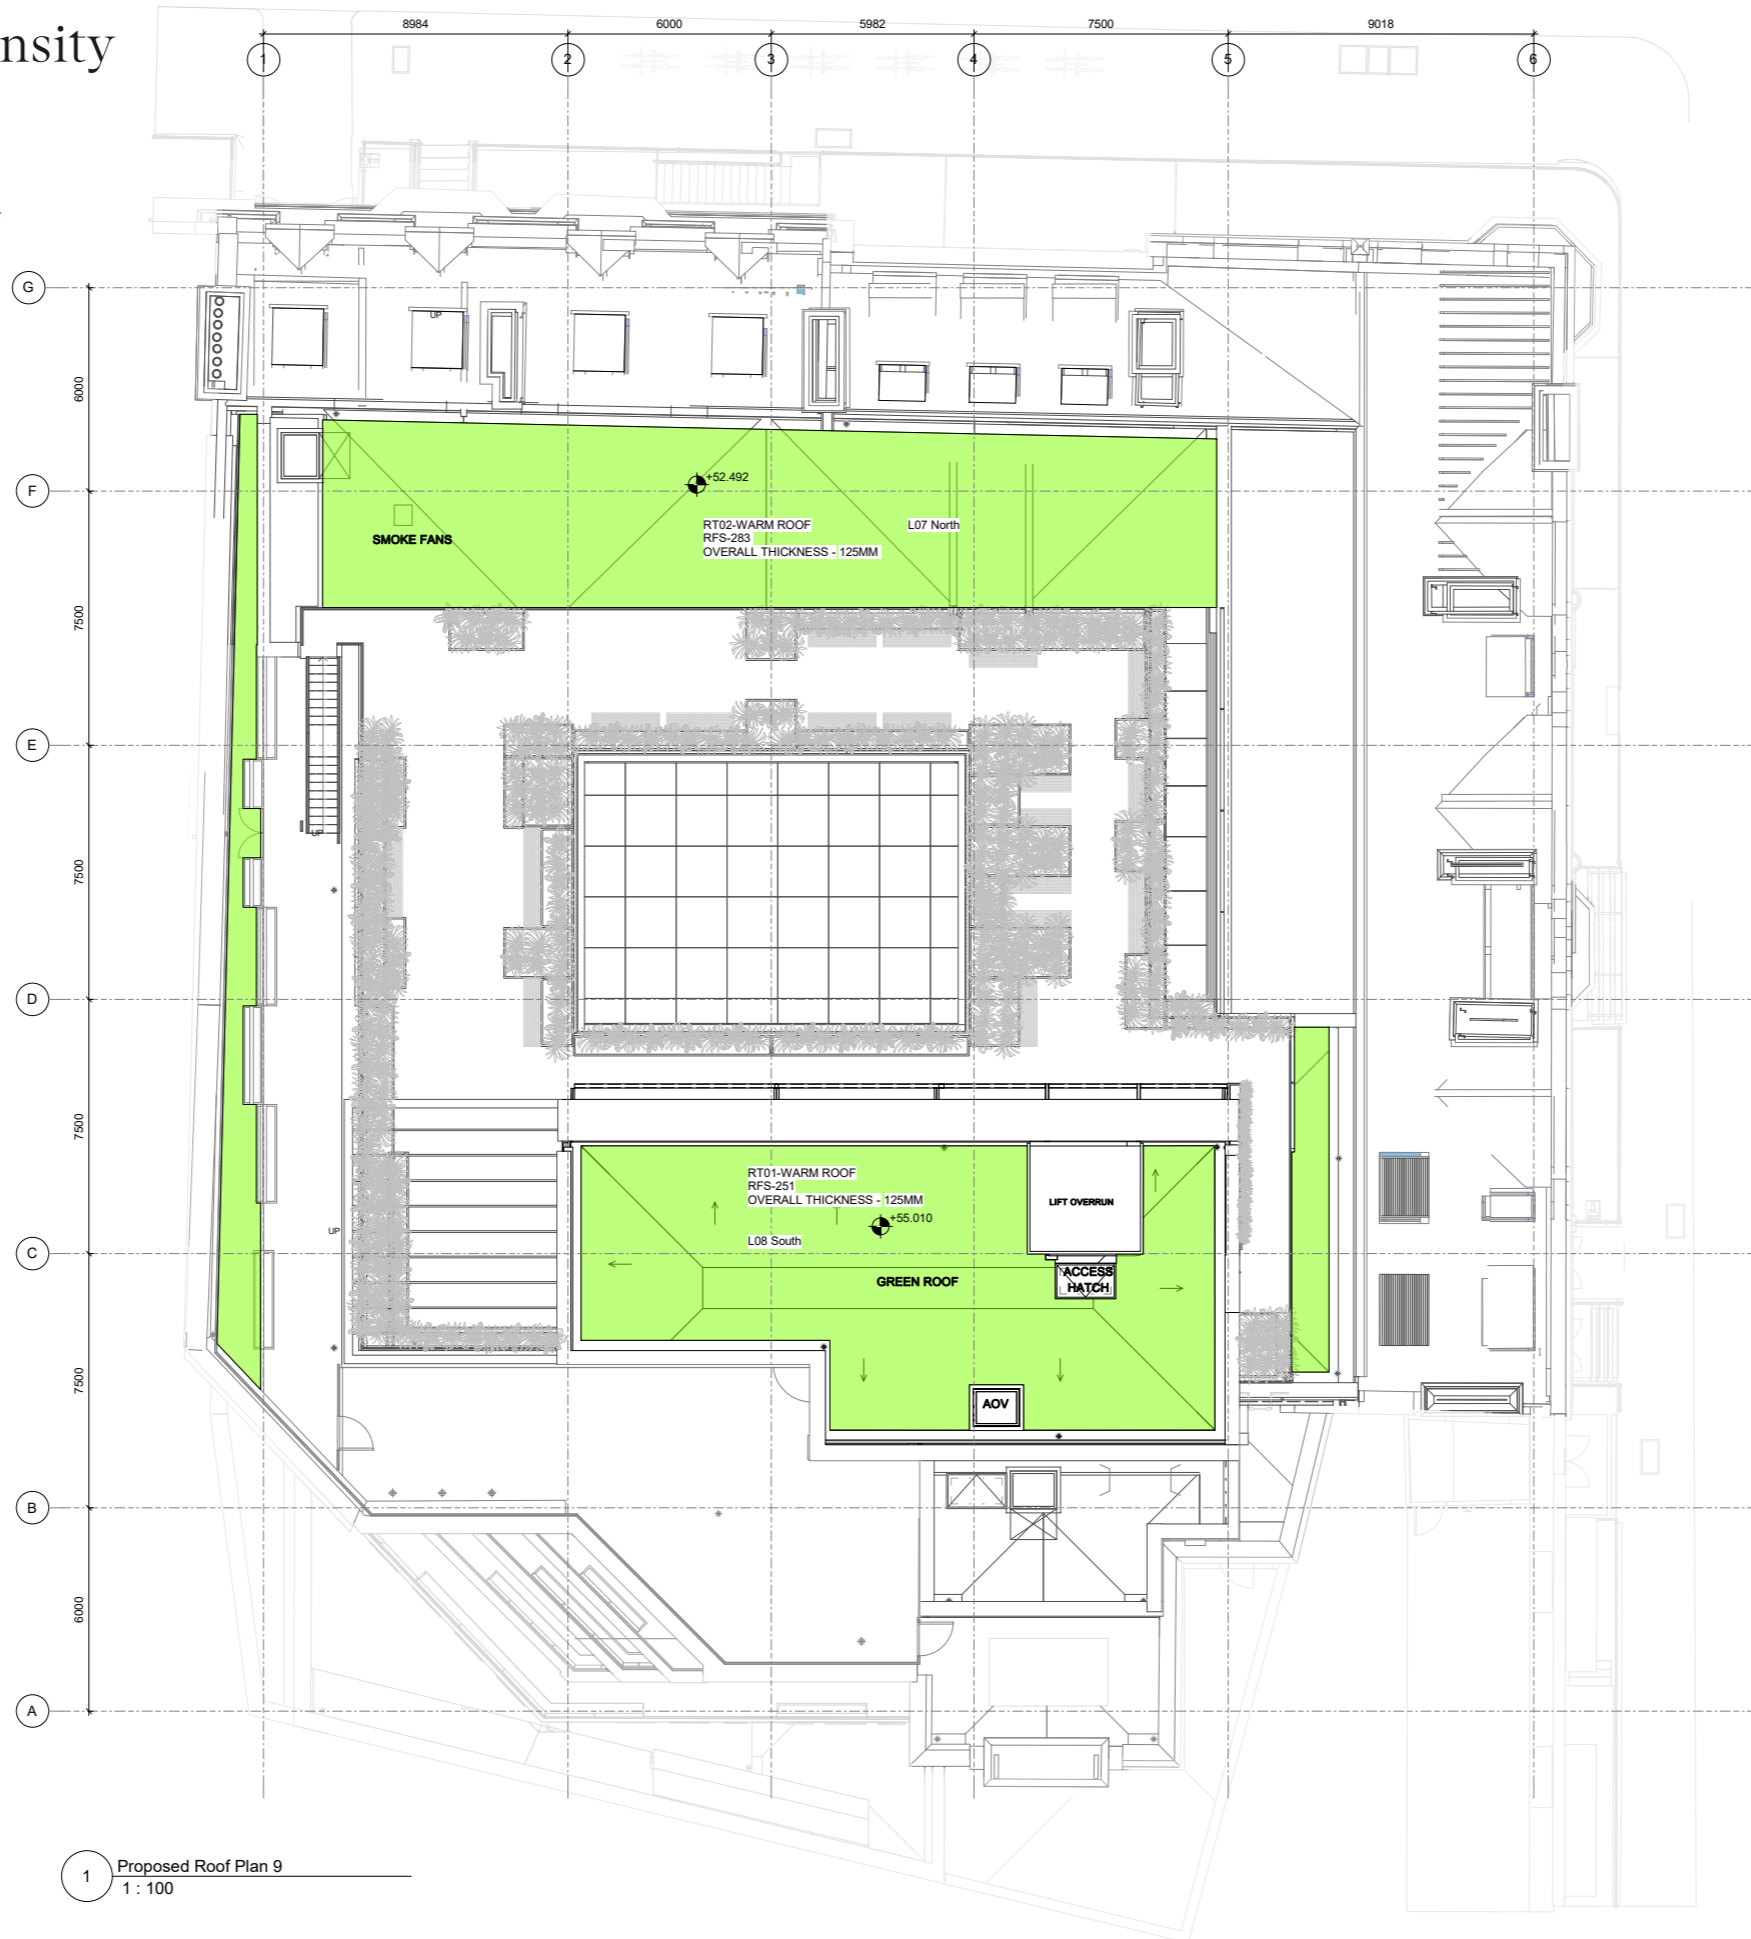 nsity
8984
6000
5982
7500
9018
1
2
3
4
5
6
G
UP
6000
F
+52.492
RT02-WARM ROOF
RFS-283
OVERALL THICKNESS - 125MM
L07 North
SMOKE FANS
7500
E
UP
7500
D
7500
RT01-WARM ROOF
RFS-251
OVERALL THICKNESS - 125MM
LIFT OVERRUN
+55.010
UP
L08 South
C
GREEN ROOF
ACCESS
HATCH
7500
AOV
B
6000
A
1
Proposed Roof Plan 9
1 : 100